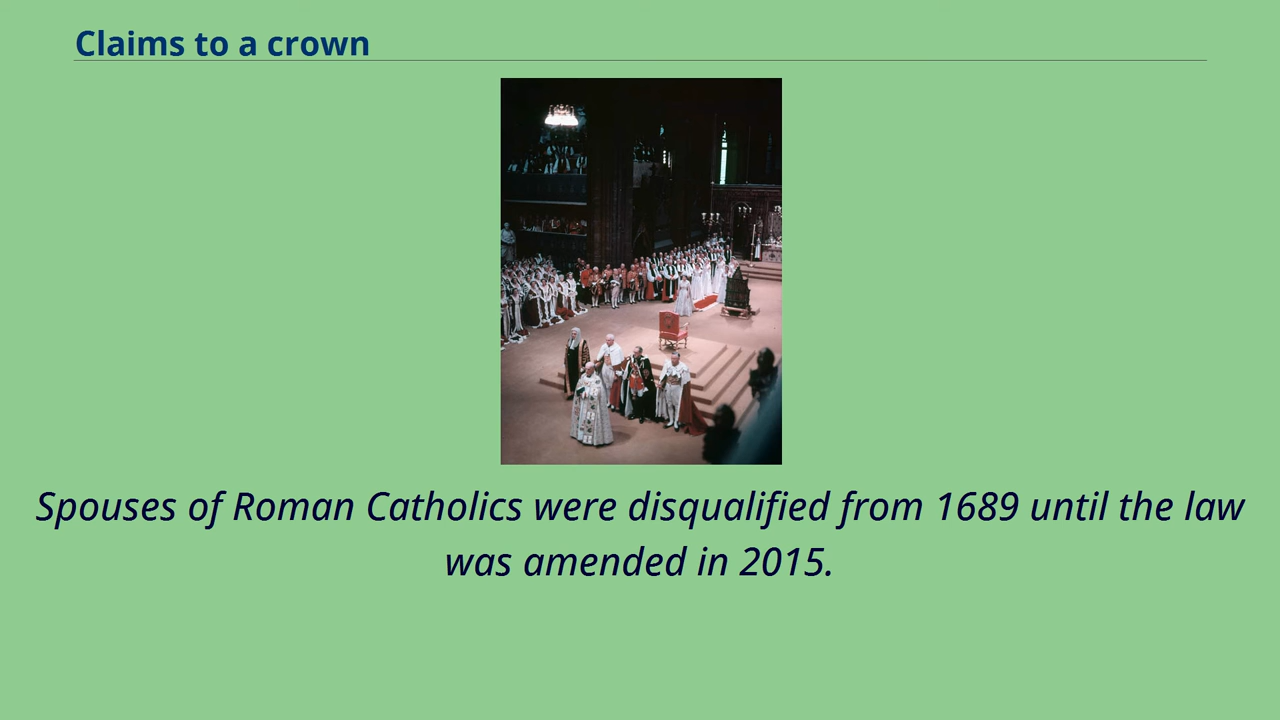 Claims to a crown
Spouses of Roman Catholics were disqualified from 1689 until the law
was amended in 2015.